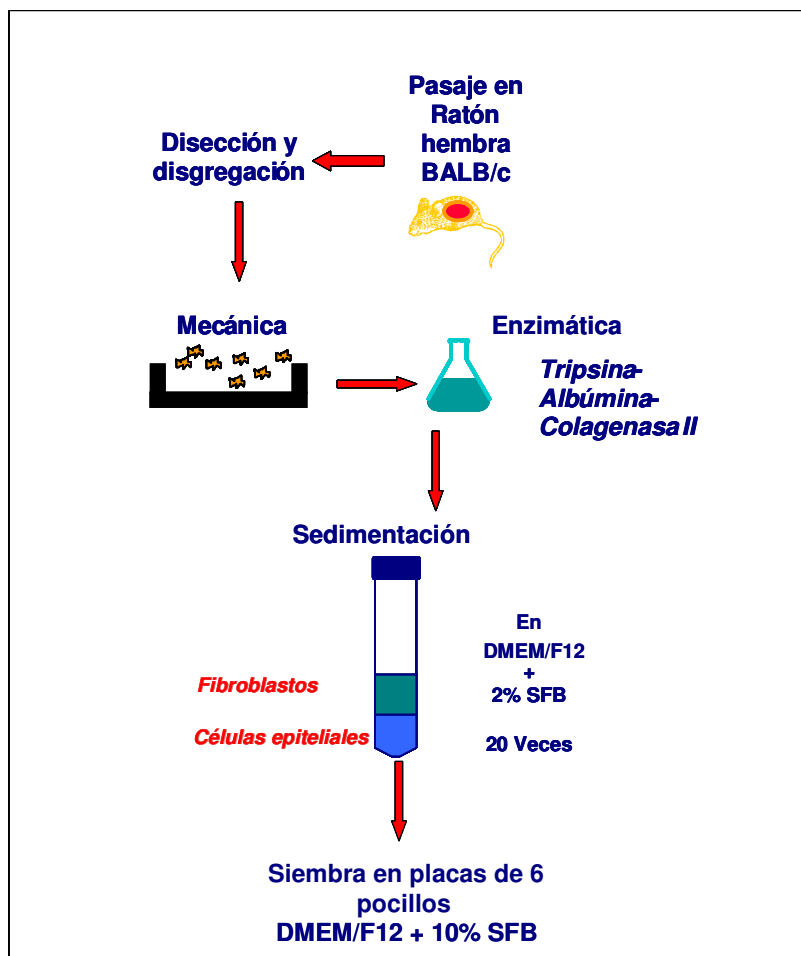 Pasaje en
Ratón
hembra
BALB/c
Disección y
disgregación
Mecánica
Enzimática
Tripsina-
Albúmina-
Colagenasa II
Sedimentación
En
DMEM/F12
+
2% SFB
20 Veces
Fibroblastos
Células epiteliales
Siembra en placas de 6
pocillos
DMEM/F12 + 10% SFB